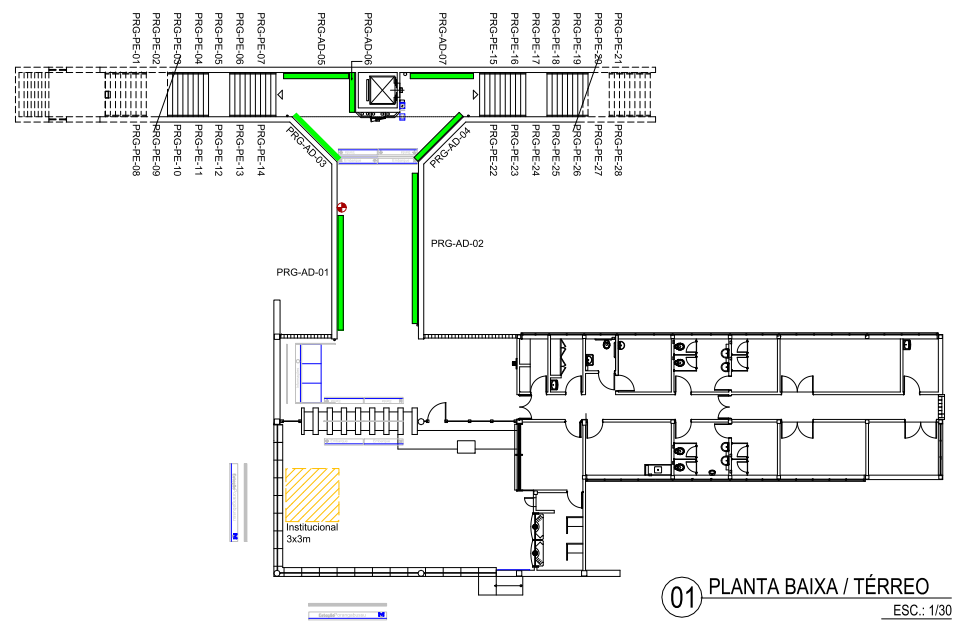 PRG-PE-01
PRG-PE-02
PRG-PE-03
PRG-PE-04
PRG-PE-05
PRG-PE-06
PRG-PE-07
PRG-AD-05
PRG-AD-06
PRG-AD-07
PRG-PE-15
PRG-PE-16
PRG-PE-17
PRG-PE-18
PRG-PE-19
PRG-PE-20
PRG-PE-21
PRG-PE-08
PRG-PE-09
PRG-PE-10
PRG-PE-11
PRG-PE-12
PRG-PE-13
PRG-PE-14
PRG-AD-03
PRG-AD-04
PRG-PE-22
PRG-PE-23
PRG-PE-24
PRG-PE-25
PRG-PE-26
PRG-PE-27
PRG-PE-28
PRG-AD-02
PRG-AD-01
Institucional
3x3m
01 PLANTA BAIXA / TÉRREO
ESC.: 1/30